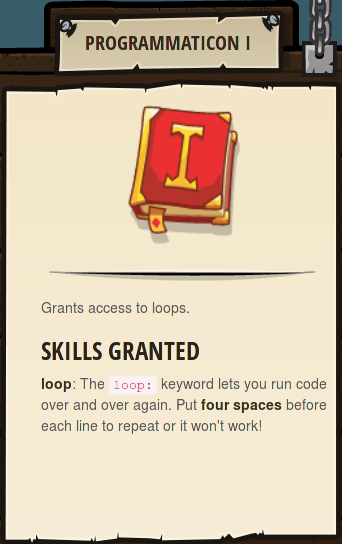 PROGRAMMATICON I
I
Grants access to loops.
SKILLS GRANTED
loop: The loop: keyword lets you run code
over and over again. Put four spaces before
each line to repeat or it won't work!